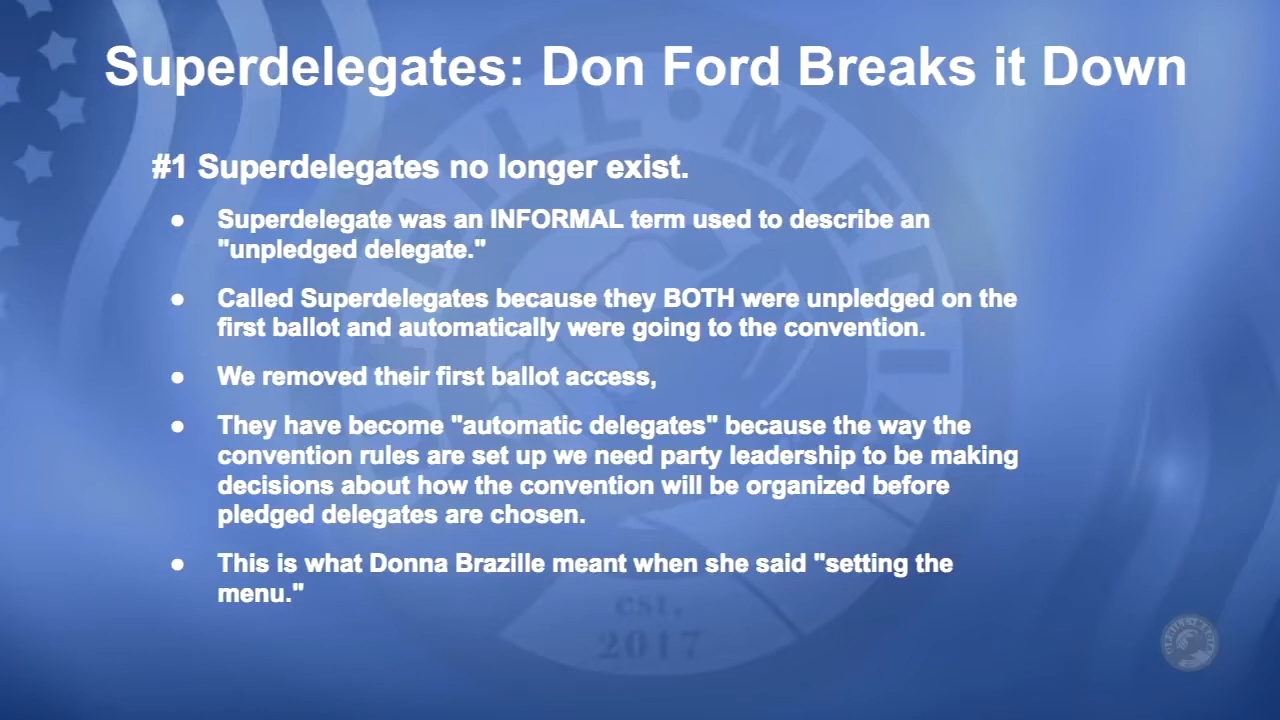 Superdelegates: Don Ford Breaks it Down
#1 Superdelegates no longer exist.
● Superdelegate was an INFORMAL term used to describe an
"unpledged delegate."
● Called Superdelegates because they BOTH were unpledged on the
first ballot and automatically were going to the convention.
● We removed their first ballot access,
● They have become "automatic delegates" because the way the
convention rules are set up we need party leadership to be making
decisions about how the convention will be organized before
pledged delegates are chosen.
● This is what Donna Brazille meant when she said "setting the
menu."
est.
2017